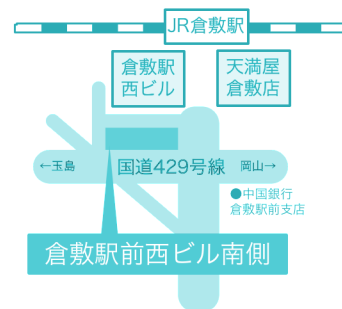 JR倉敷駅
倉敷駅
西ビル
天満屋
倉敷店
←玉島
国道429号線
岡山→
●中国銀行
倉敷駅前支店
倉敷駅前西ビル南側